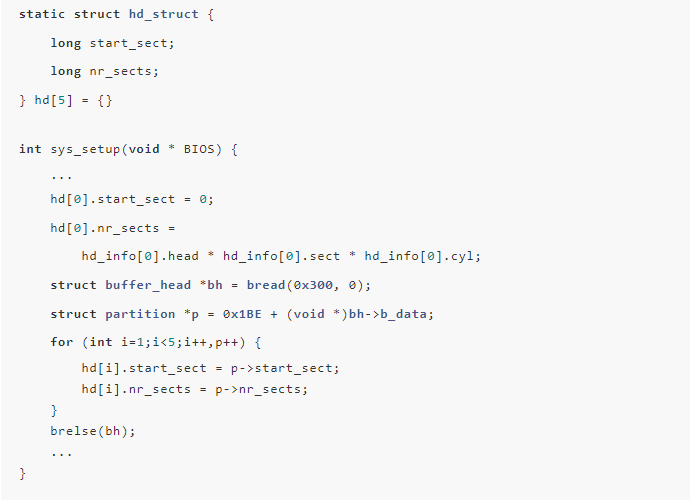 static struct hd_struct {
long start_sect;
long nr_sects;
} hd[5] = {}
int sys_setup(void * BIOS) {
...
hd[0].start_sect = 0;
hd[0].nr_sects =
hd_info[0].head * hd_info[0].sect * hd_info[0].cyl;
struct buffer_head *bh = bread(0x300, 0);
struct partition *p = 0x1BE + (void *)bh->b_data;
for (int i=1;i<5;i++,p++) {
hd[i].start_sect = p->start_sect;
hd[i].nr_sects = p->nr_sects;
}
brelse(bh);
...
}